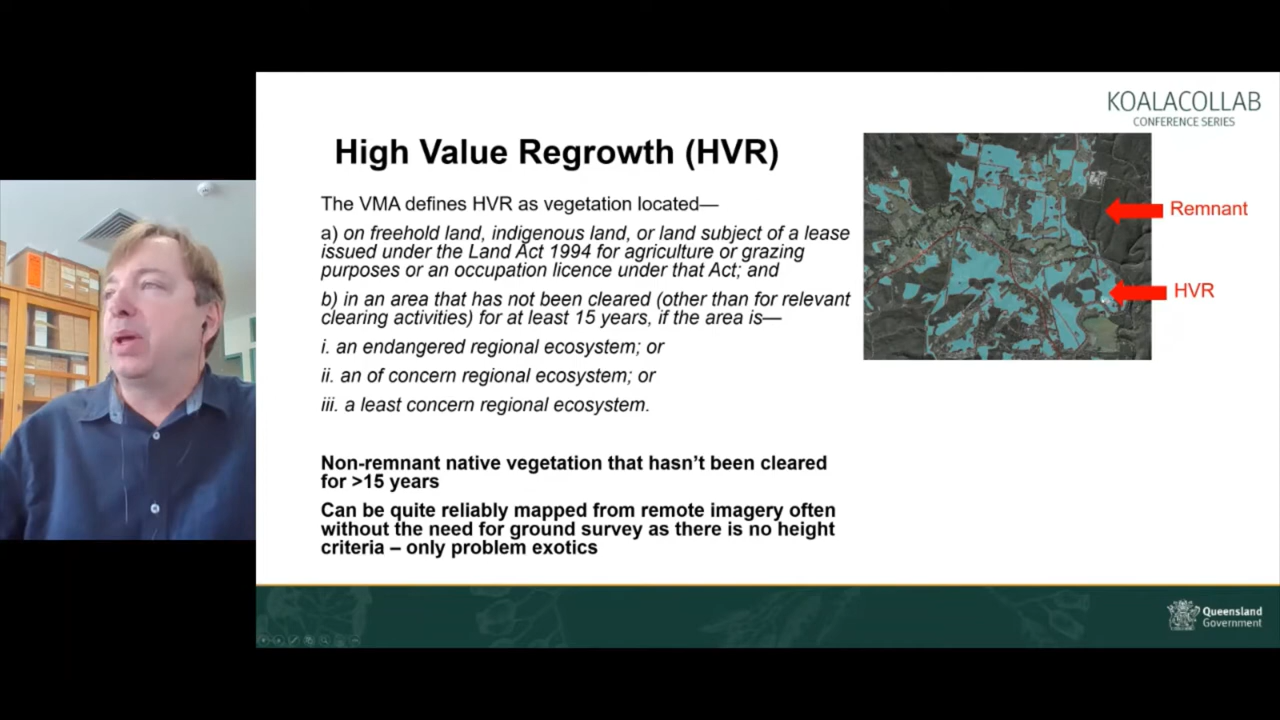 KOALACOLLAB
CONFERENCE SERIES
High Value Regrowth (HVR)
The VMA defines HVR as vegetation located—
a) on freehold land, indigenous land, or land subject of a lease
issued under the Land Act 1994 for agriculture or grazing
purposes or an occupation licence under that Act; and
b) in an area that has not been cleared (other than for relevant
clearing activities) for at least 15 years, if the area is—
i. an endangered regional ecosystem; or
ii. an of concern regional ecosystem; or
iii. a least concern regional ecosystem.
Non-remnant native vegetation that hasn’t been cleared
for >15 years
Can be quite reliably mapped from remote imagery often
without the need for ground survey as there is no height
criteria – only problem exotics
Remnant
HVR
Queensland
Government